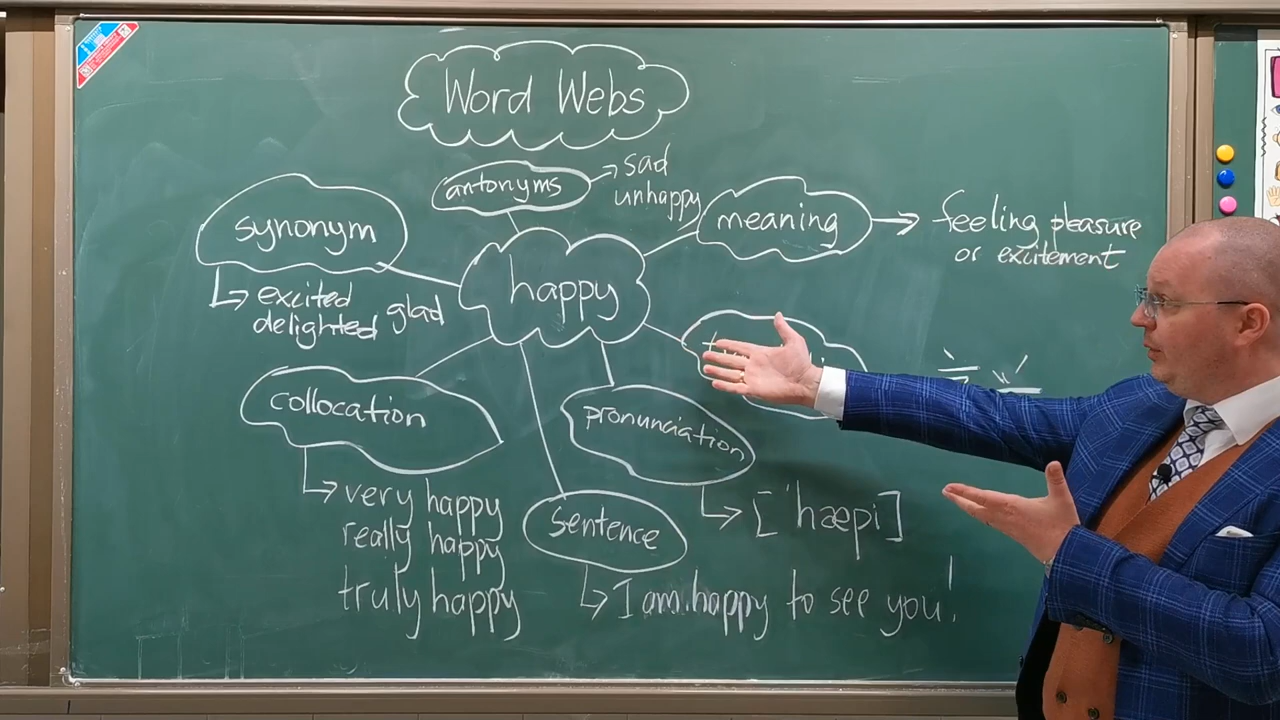 Word Webs
antonyms
sad
unhappy
synonym
excited
delighted glad
happy
meaning
feeling pleasure
or excitement
collocation
very happy
really happy
truly happy
pronunciation
['hæpi]
sentence
I am happy to see you!